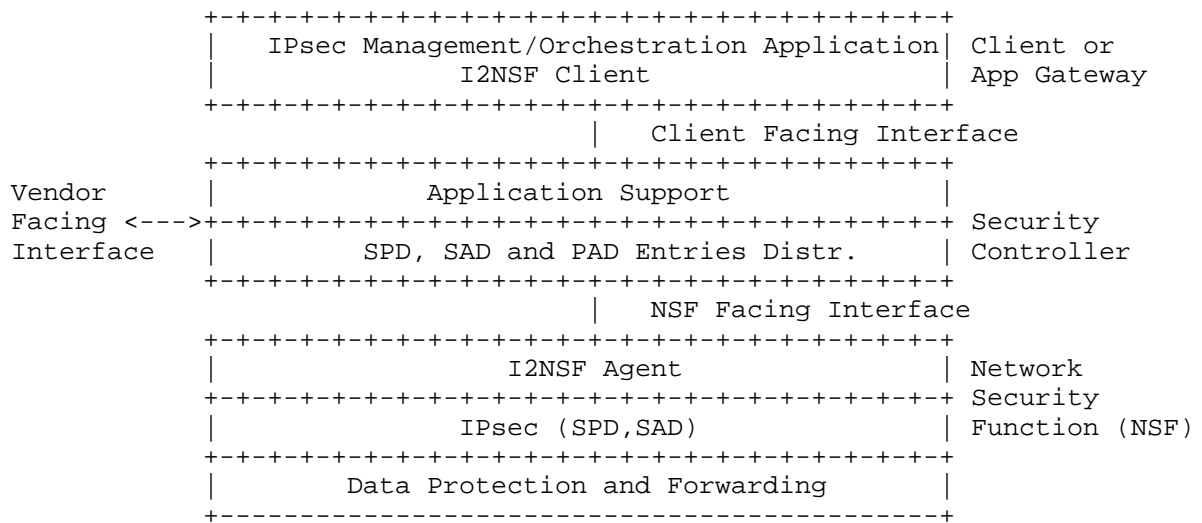 IPsec Management/Orchestration Application Client or
I2NSF Client App Gateway
Client Facing Interface
Vendor Application Support
Facing <---> Security
Interface SPD, SAD and PAD Entries Distr. Controller
NSF Facing Interface
I2NSF Agent Network
Security
IPsec (SPD,SAD) Function (NSF)
Data Protection and Forwarding